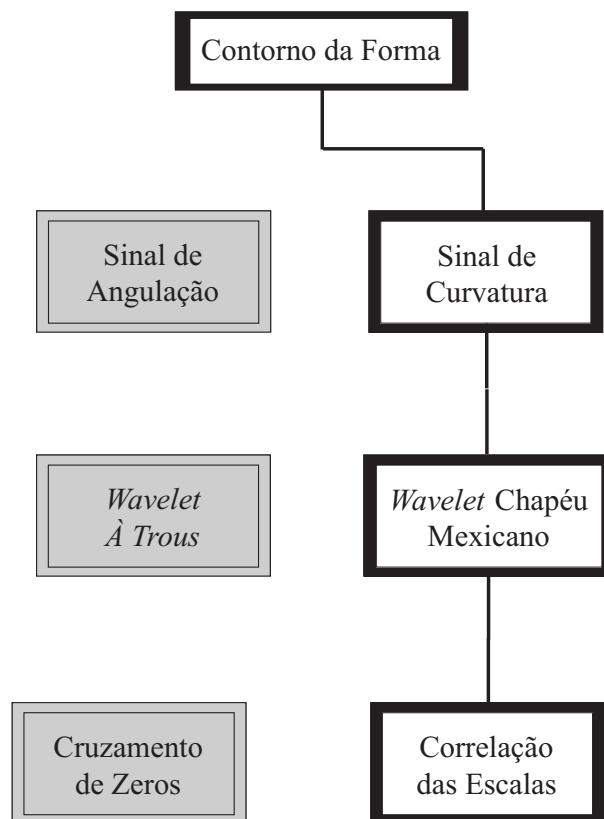 Contorno da Forma
Sinal de
Angulação
Sinal de
Curvatura
Wavelet
À Trous
Wavelet Chapéu
Mexicano
Cruzamento
de Zeros
Correlação
das Escalas